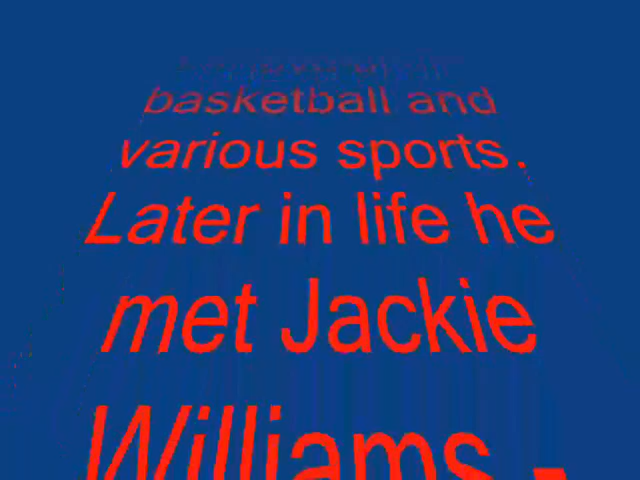 basketball and
various sports.
Later in life he
met Jackie
Williams -